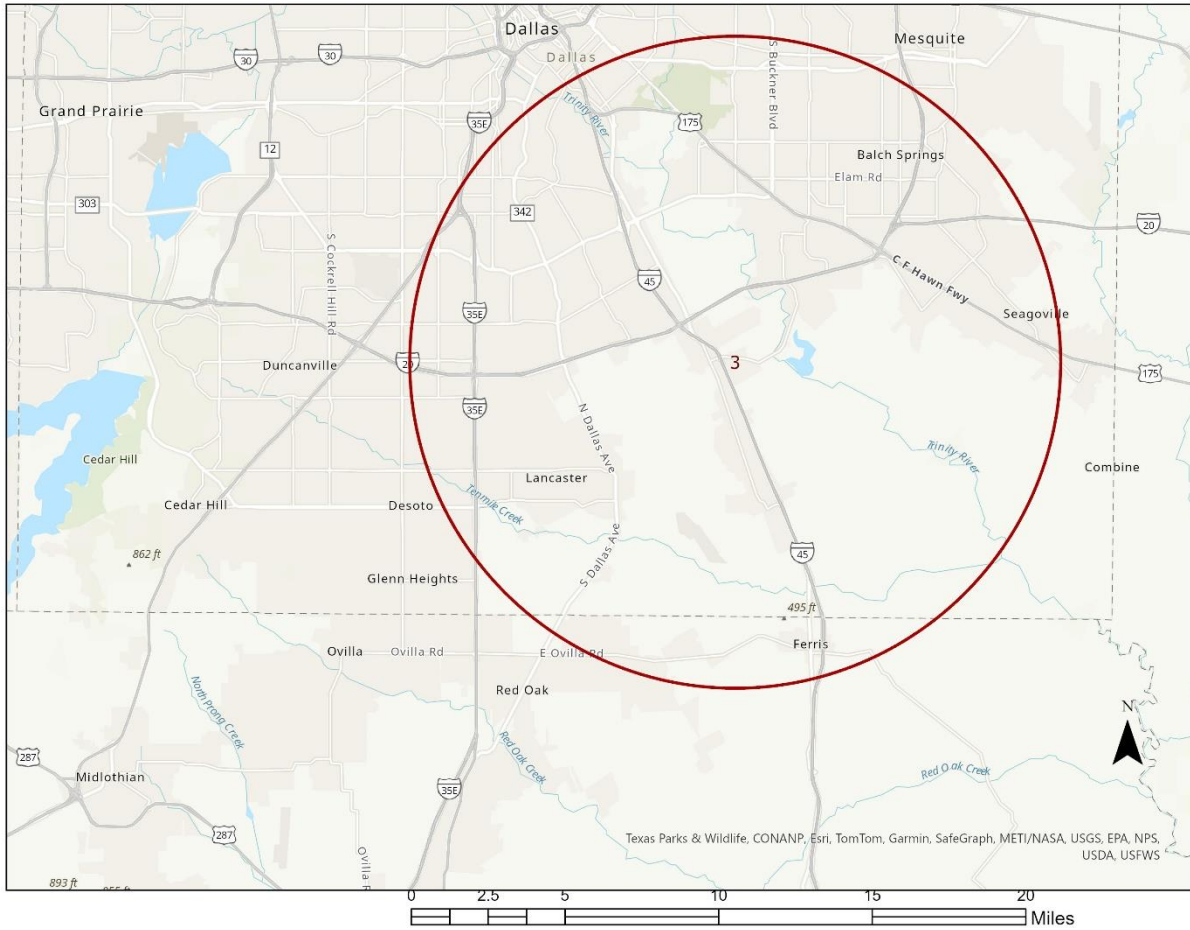 Dallas
Mesquite
30
30
Dallas
S Buckner Blvd
Grand Prairie
Trinity River
35E
175
12
Balch Springs
Elam Rd
303
342
20
S Cockrell Hill Rd
45
C F Hawn Fwy
35E
Seagoville
Duncanville
20
3
175
35E
N Dallas Ave
Cedar Hill
Trinity River
Combine
Lancaster
Cedar Hill
Desoto
Tenmile Creek
862 ft
45
S Dallas Ave
Glenn Heights
495 ft
Ferris
Ovilla
Ovilla Rd
E Ovilla Rd
Red Oak
North Prong Creek
N
287
Red Oak Creek
Red Oak Creek
Midlothian
35E
287
Texas Parks & Wildlife, CONANP, Esri, TomTom, Garmin, SafeGraph, METI/NASA, USGS, EPA, NPS,
USDA, USFWS
Ovilla
893 ft
0 2.5 5 10 15 20
Miles